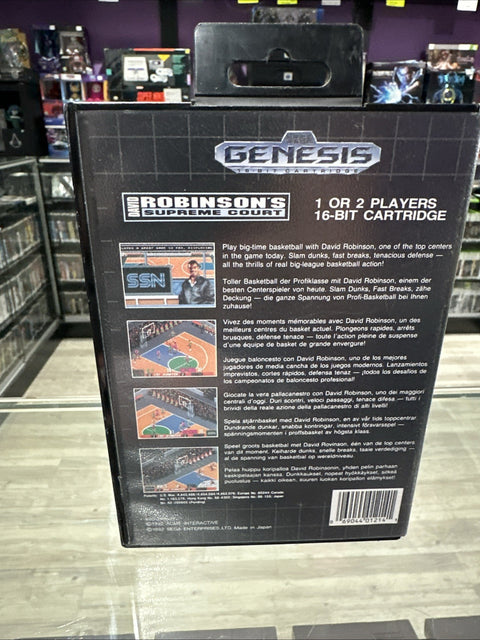 GENESIS
16-BIT CARTRIDGE
DAVID
ROBINSON'S
SUPREME COURT
1 OR 2 PLAYERS
16-BIT CARTRIDGE
SSN
Play big-time basketball with David Robinson, one of the top centers
in the game today. Slam dunks, fast breaks, tenacious defense –
all the thrills of real big-league basketball action!
Toller Basketball der Profiklasse mit David Robinson, einem der
besten Centerspieler von heute. Slam Dunks, Fast Breaks, zähe
Deckung — die ganze Spannung von Profi-Basketball bei Ihnen
zuhause!
Vivez des moments mémorables avec David Robinson, un des
meilleurs centres du basket actuel. Plongeons rapides, arrêts
brusques, défense tenace — toute l'action pleine de suspense
d'une équipe de basket de grande envergure!
Juegue baloncesto con David Robinson, uno de los mejores
jugadores de media cancha de los juegos modernos. Lanzamientos
imprevistos, cortes rápidos, defensa tenaz — ¡todos los desafíos de
los campeonatos de baloncesto profesional!
Giocate la vera pallacanestro con David Robinson, uno dei maggiori
centrali d'oggi. Duri scontri, veloci passaggi, tenace difesa — tutti i
brividi della reale azione della pallacanestro di alti livelli!
Spela stjärnbasket med David Robinson, en av vår tids toppcentrar.
Dundrande dunkar, snabba kontringar, intensivt försvarsspel —
spänningsmomenten i proffsbasket av högsta klass.
Speel groots basketbal met David Rovinson, één van de top centers
van dit moment. Keiharde dunks, snelle breaks, taaie verdediging —
al de spanning van basketbal op wereldniveau.
Pelaa huippu koripalloa David Robinsonin, yhden pelin parhaan
keskipelaajan kanssa. Dunkkaukset, nopeat hyökkäykset, sitkeä
puolustus — kaikki oikean, suuren luokan koripallon elämykset!
©1992 ACME INTERACTIVE
©1992 SEGA ENTERPRISES LTD. Made in Japan
69044 01214